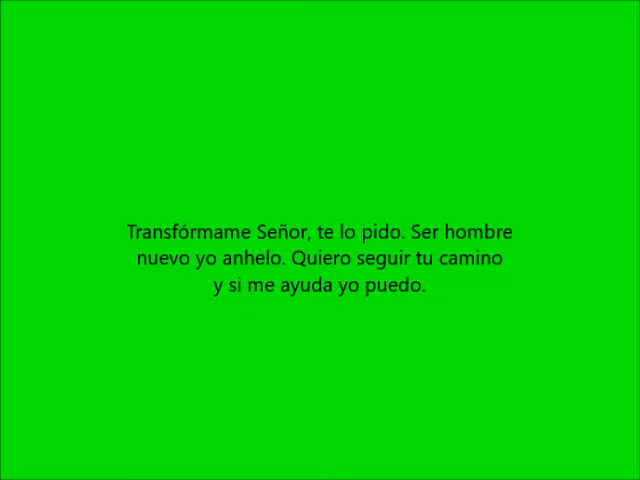 Transfórmame Señor, te lo pido. Ser hombre
nuevo yo anhelo. Quiero seguir tu camino
y si me ayuda yo puedo.